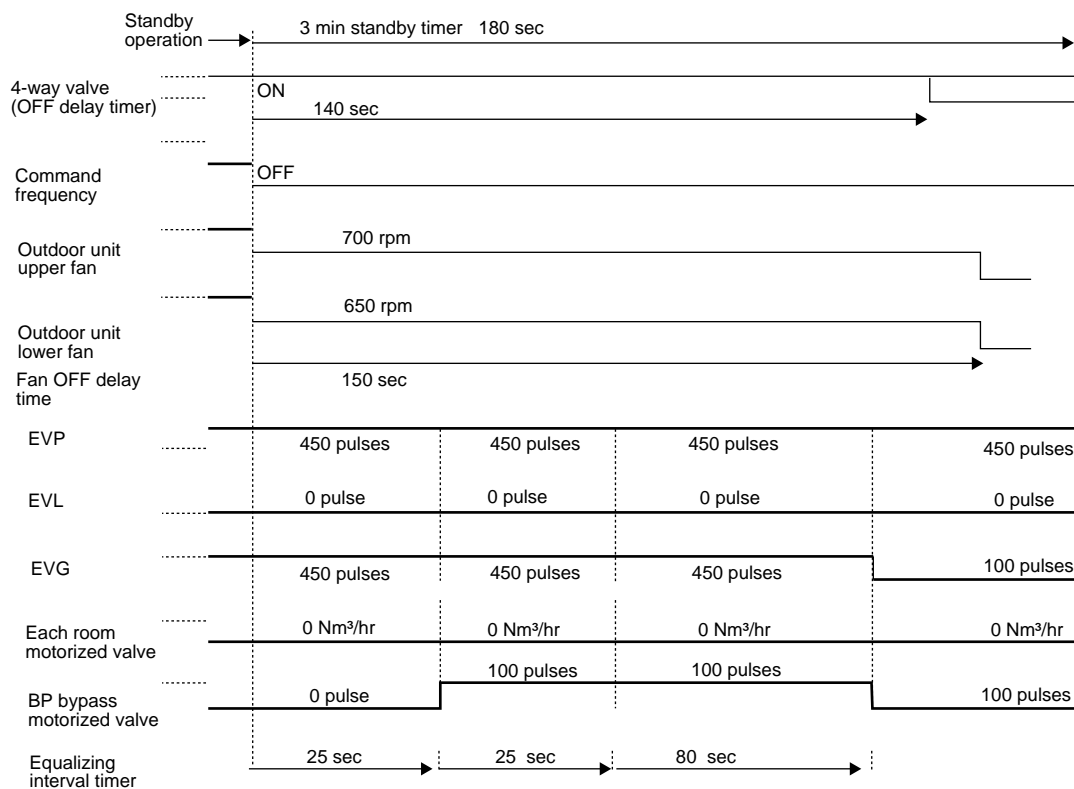 Standby
operation
3 min standby timer 180 sec
4-way valve
(OFF delay timer)
ON
140 sec
Command
frequency
OFF
Outdoor unit
upper fan
700 rpm
Outdoor unit
lower fan
650 rpm
Fan OFF delay
time
150 sec
EVP
450 pulses 450 pulses 450 pulses 450 pulses
EVL
0 pulse 0 pulse 0 pulse 0 pulse
EVG
450 pulses 450 pulses 450 pulses 100 pulses
Each room
motorized valve
0 Nm³/hr 0 Nm³/hr 0 Nm³/hr 0 Nm³/hr
BP bypass
motorized valve
0 pulse 100 pulses 100 pulses 100 pulses
Equalizing
interval timer
25 sec 25 sec 80 sec